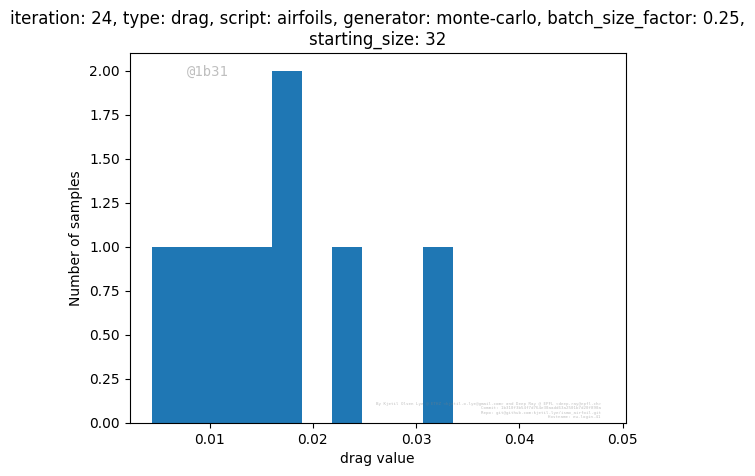 iteration: 24, type: drag, script: airfoils, generator: monte-carlo, batch_size_factor: 0.25,
starting_size: 32
@1b31
2.00
1.75
1.50
1.25
1.00
0.75
0.50
0.25
0.00
Number of samples
0.01
0.02
0.03
0.04
0.05
drag value